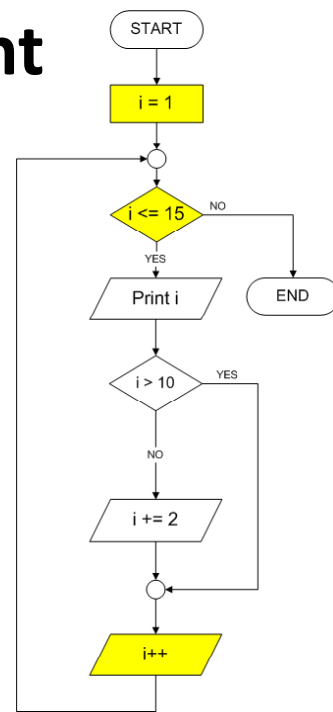 nt
START
i = 1
i <= 15
NO
YES
Print i
END
i > 10
YES
NO
i += 2
i++